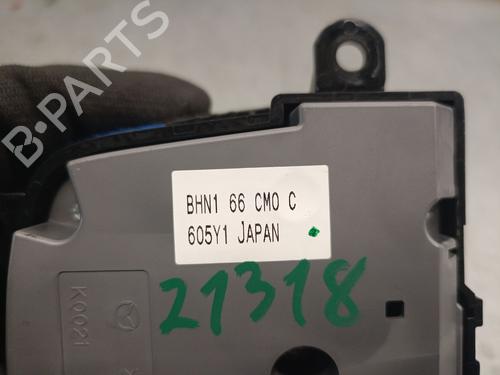 B-PARTS
BHN1 66 CM0 C
605Y1 JAPAN
21318
K0021